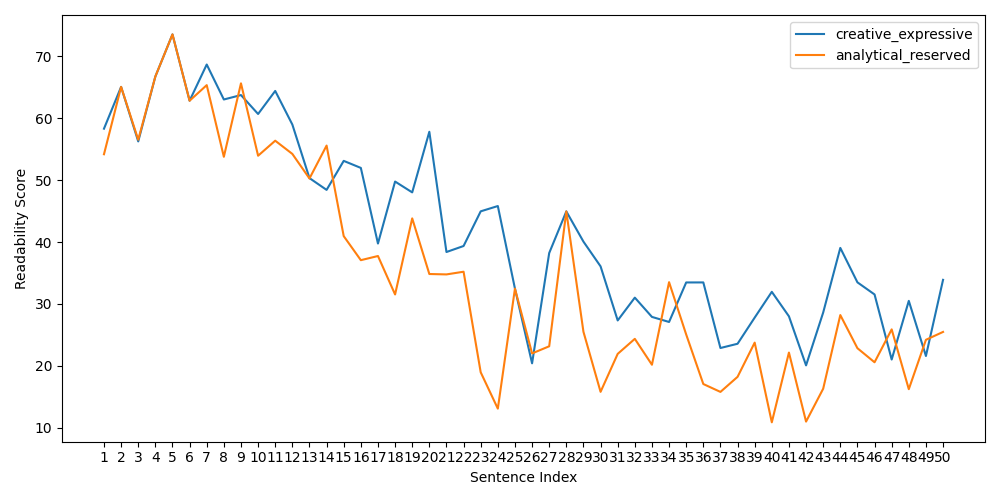 creative_expressive
analytical_reserved
Readability Score
70
60
50
40
30
20
10
1 2 3 4 5 6 7 8 9 10 11 12 13 14 15 16 17 18 19 20 21 22 23 24 25 26 27 28 29 30 31 32 33 34 35 36 37 38 39 40 41 42 43 44 45 46 47 48 49 50
Sentence Index